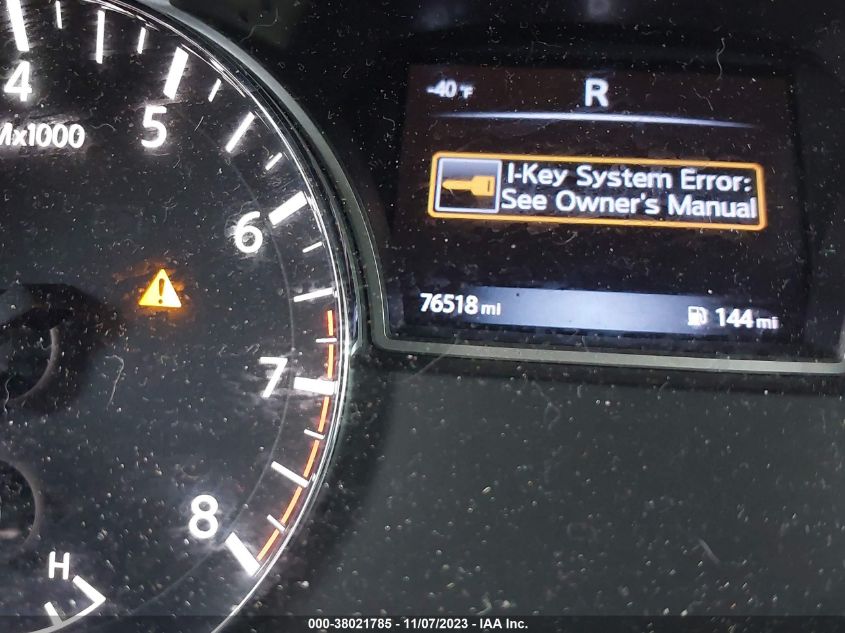 4
5
x1000
6
7
8
H
-40 °F
R
I-Key System Error:
See Owner's Manual
76518 mi
144 mi
000-38021785 - 11/07/2023 - IAA Inc.